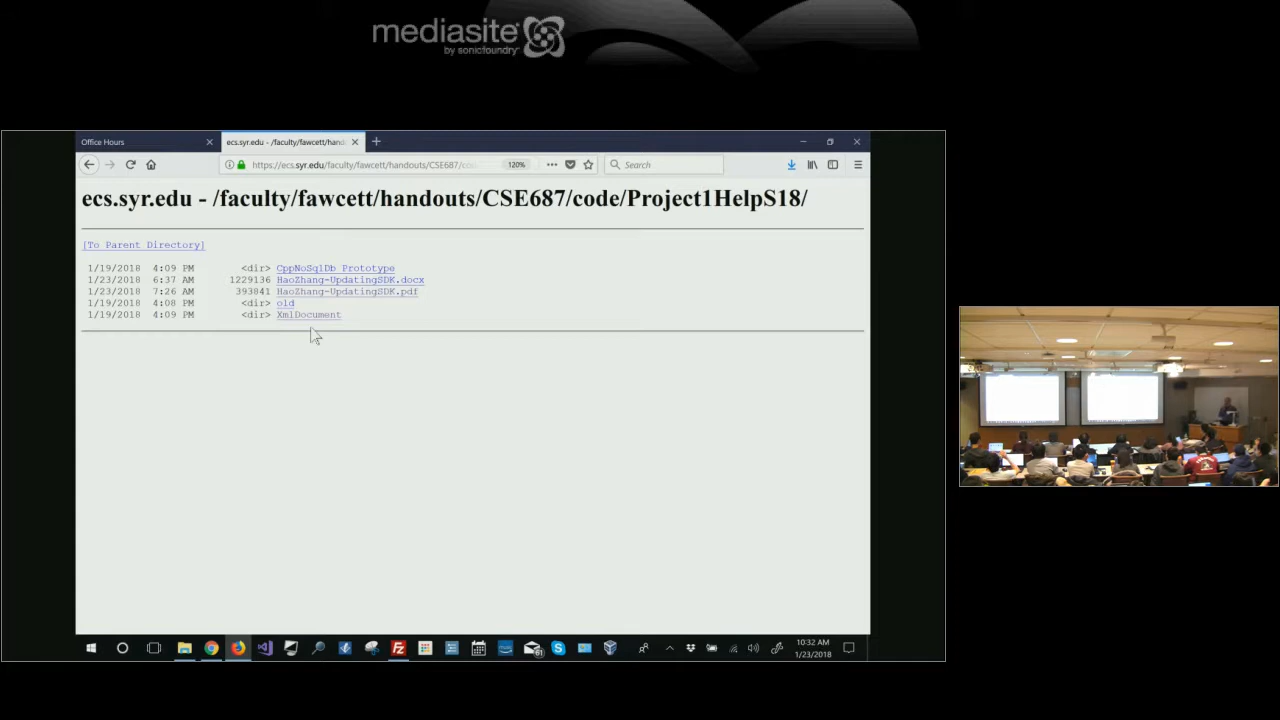 mediasite
by sonicfoundry
Office Hours
ecs.syr.edu - /faculty/fawcett/hand
https://ecs.syr.edu/faculty/fawcett/handouts/CSE687/co
120%
Search
ecs.syr.edu - /faculty/fawcett/handouts/CSE687/code/Project1HelpS18/
[To Parent Directory]
1/19/2018 4:09 PM <dir> CppNoSqlDb Prototype
1/23/2018 6:37 AM 1229136 HaoZhang-UpdatingSDK.docx
1/23/2018 7:26 AM 393841 HaoZhang-UpdatingSDK.pdf
1/19/2018 4:08 PM <dir> old
1/19/2018 4:09 PM <dir> XmlDocument
Fz
61
10:32 AM
1/23/2018